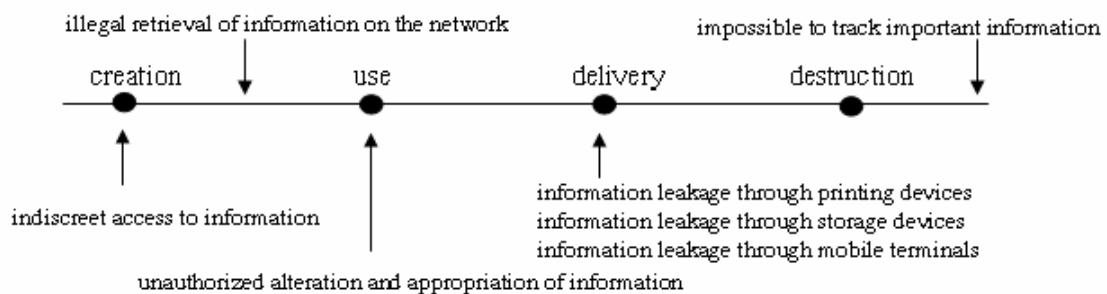 illegal retrieval of information on the network
impossible to track important information
creation
use
delivery
destruction
indiscreet access to information
information leakage through printing devices
information leakage through storage devices
information leakage through mobile terminals
unauthorized alteration and appropriation of information